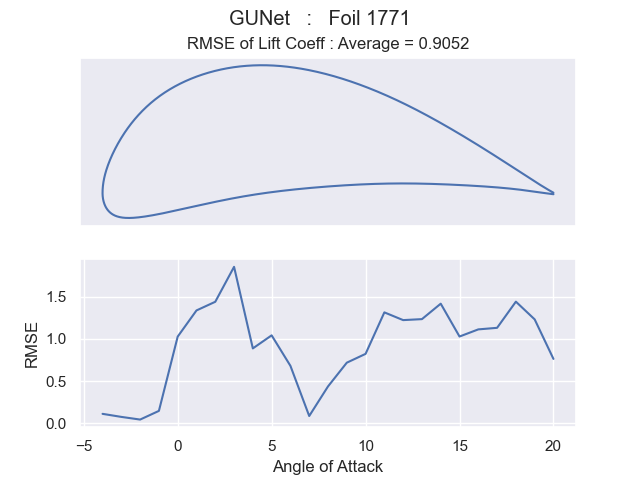 GUNet   :   Foil 1771
RMSE of Lift Coeff : Average = 0.9052
1.5
1.0
0.5
0.0
RMSE
−5 0 5 10 15 20
Angle of Attack